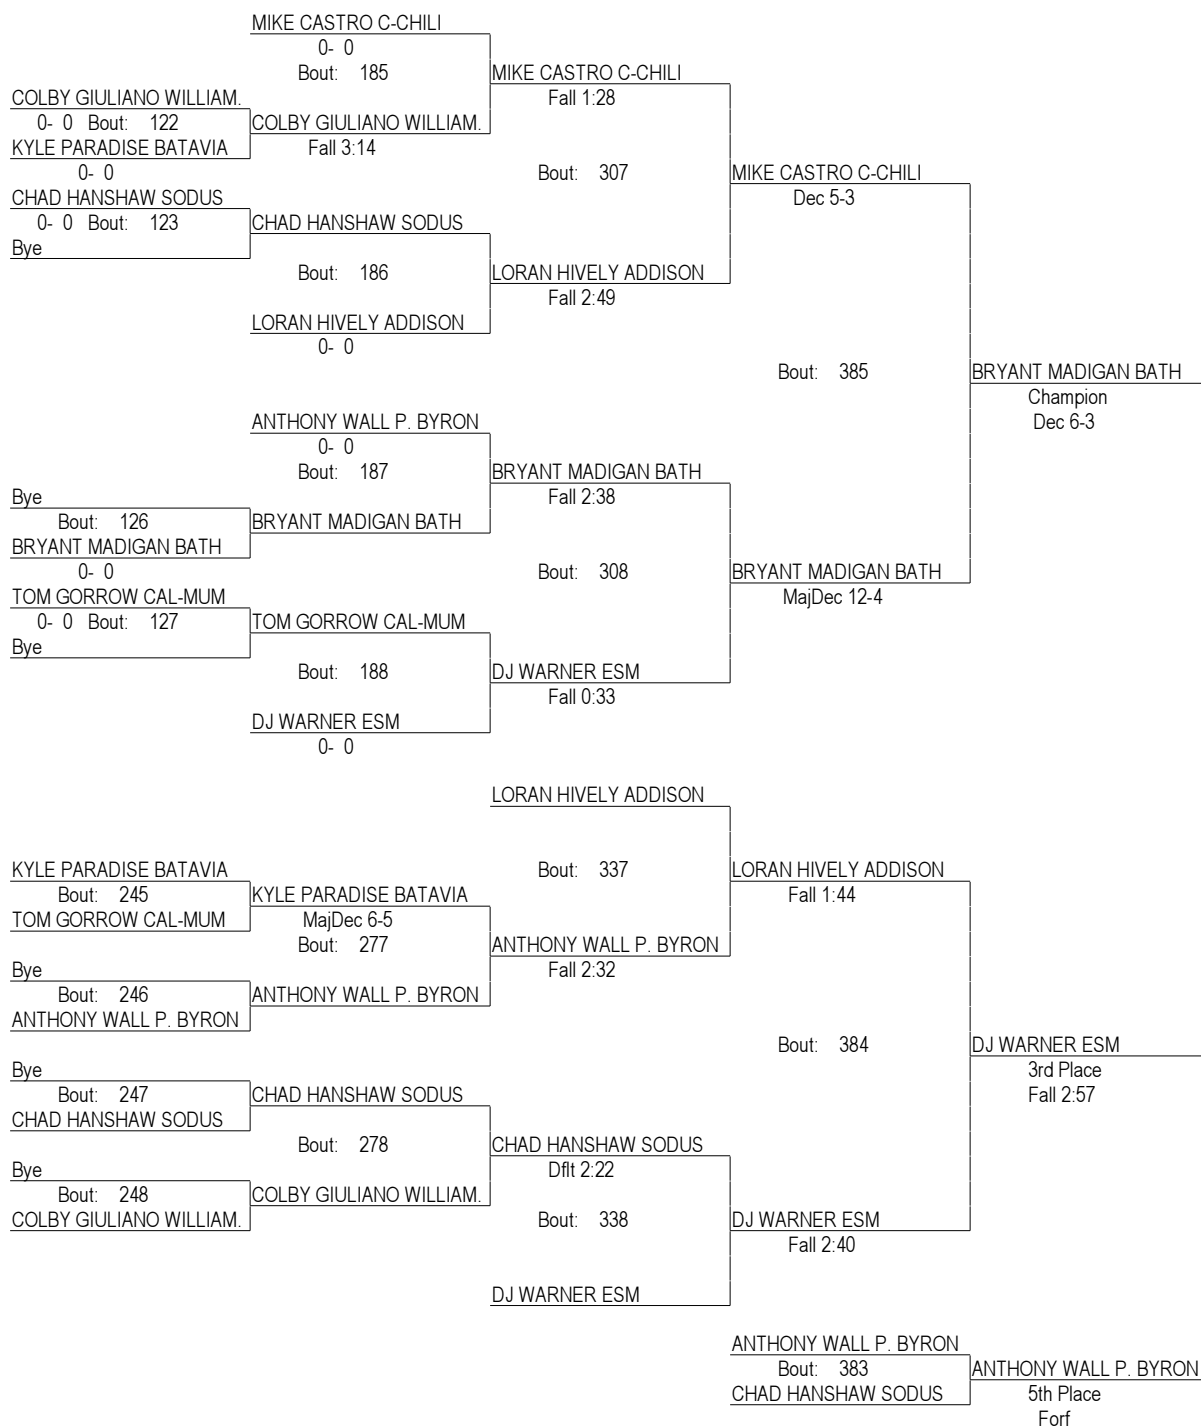 MIKE CASTRO C-CHILI
0- 0
Bout: 185
MIKE CASTRO C-CHILI
Fall 1:28
COLBY GIULIANO WILLIAM.
0- 0 Bout: 122
COLBY GIULIANO WILLIAM.
KYLE PARADISE BATAVIA
Fall 3:14
0- 0
Bout: 307
MIKE CASTRO C-CHILI
CHAD HANSHAW SODUS
Dec 5-3
0- 0 Bout: 123
CHAD HANSHAW SODUS
Bye
Bout: 186
LORAN HIVELY ADDISON
Fall 2:49
LORAN HIVELY ADDISON
0- 0
Bout: 385
BRYANT MADIGAN BATH
Champion
Dec 6-3
ANTHONY WALL P. BYRON
0- 0
Bout: 187
BRYANT MADIGAN BATH
Bye
Fall 2:38
Bout: 126
BRYANT MADIGAN BATH
BRYANT MADIGAN BATH
0- 0
Bout: 308
BRYANT MADIGAN BATH
TOM GORROW CAL-MUM
MajDec 12-4
0- 0 Bout: 127
TOM GORROW CAL-MUM
Bye
Bout: 188
DJ WARNER ESM
Fall 0:33
DJ WARNER ESM
0- 0
LORAN HIVELY ADDISON
KYLE PARADISE BATAVIA
Bout: 337
LORAN HIVELY ADDISON
Bout: 245
KYLE PARADISE BATAVIA
Fall 1:44
TOM GORROW CAL-MUM
MajDec 6-5
Bout: 277
ANTHONY WALL P. BYRON
Bye
Fall 2:32
Bout: 246
ANTHONY WALL P. BYRON
ANTHONY WALL P. BYRON
Bout: 384
DJ WARNER ESM
Bye
3rd Place
Bout: 247
CHAD HANSHAW SODUS
Fall 2:57
CHAD HANSHAW SODUS
Bout: 278
CHAD HANSHAW SODUS
Bye
Dflt 2:22
Bout: 248
COLBY GIULIANO WILLIAM.
COLBY GIULIANO WILLIAM.
Bout: 338
DJ WARNER ESM
Fall 2:40
DJ WARNER ESM
ANTHONY WALL P. BYRON
Bout: 383
ANTHONY WALL P. BYRON
CHAD HANSHAW SODUS
5th Place
Forf